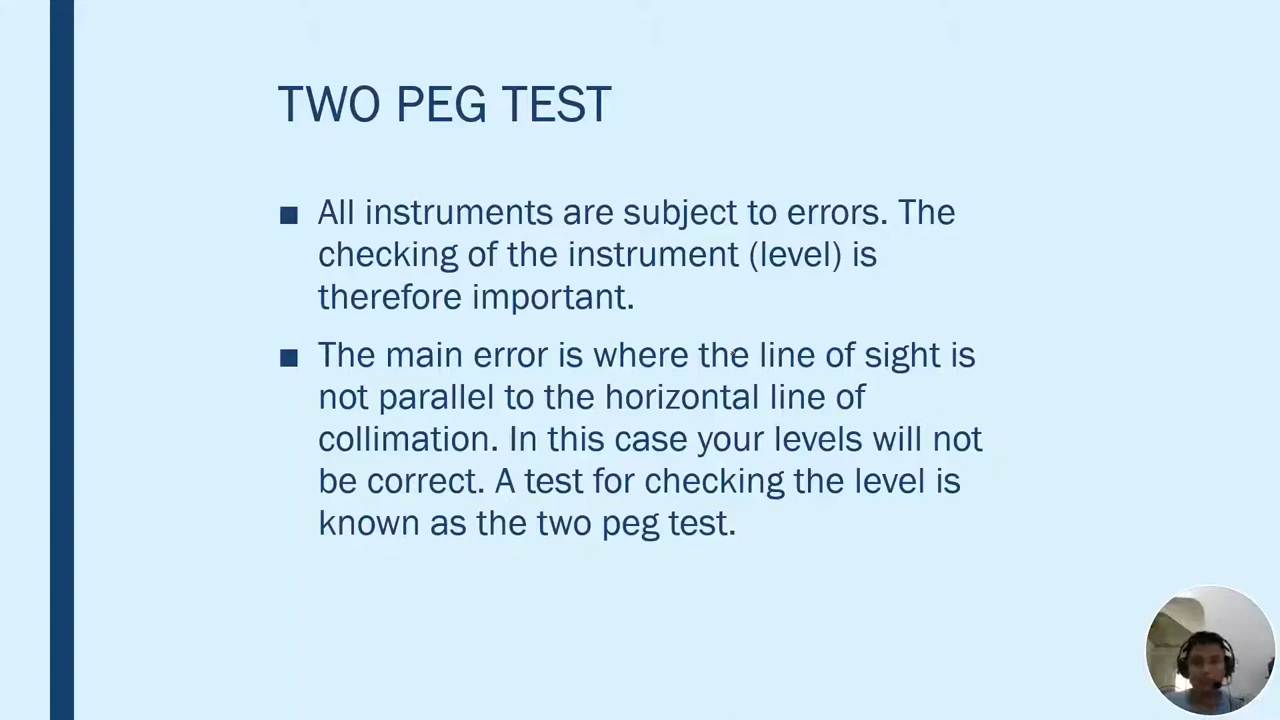 TWO PEG TEST
■ All instruments are subject to errors. The
checking of the instrument (level) is
therefore important.
■ The main error is where the line of sight is
not parallel to the horizontal line of
collimation. In this case your levels will not
be correct. A test for checking the level is
known as the two peg test.